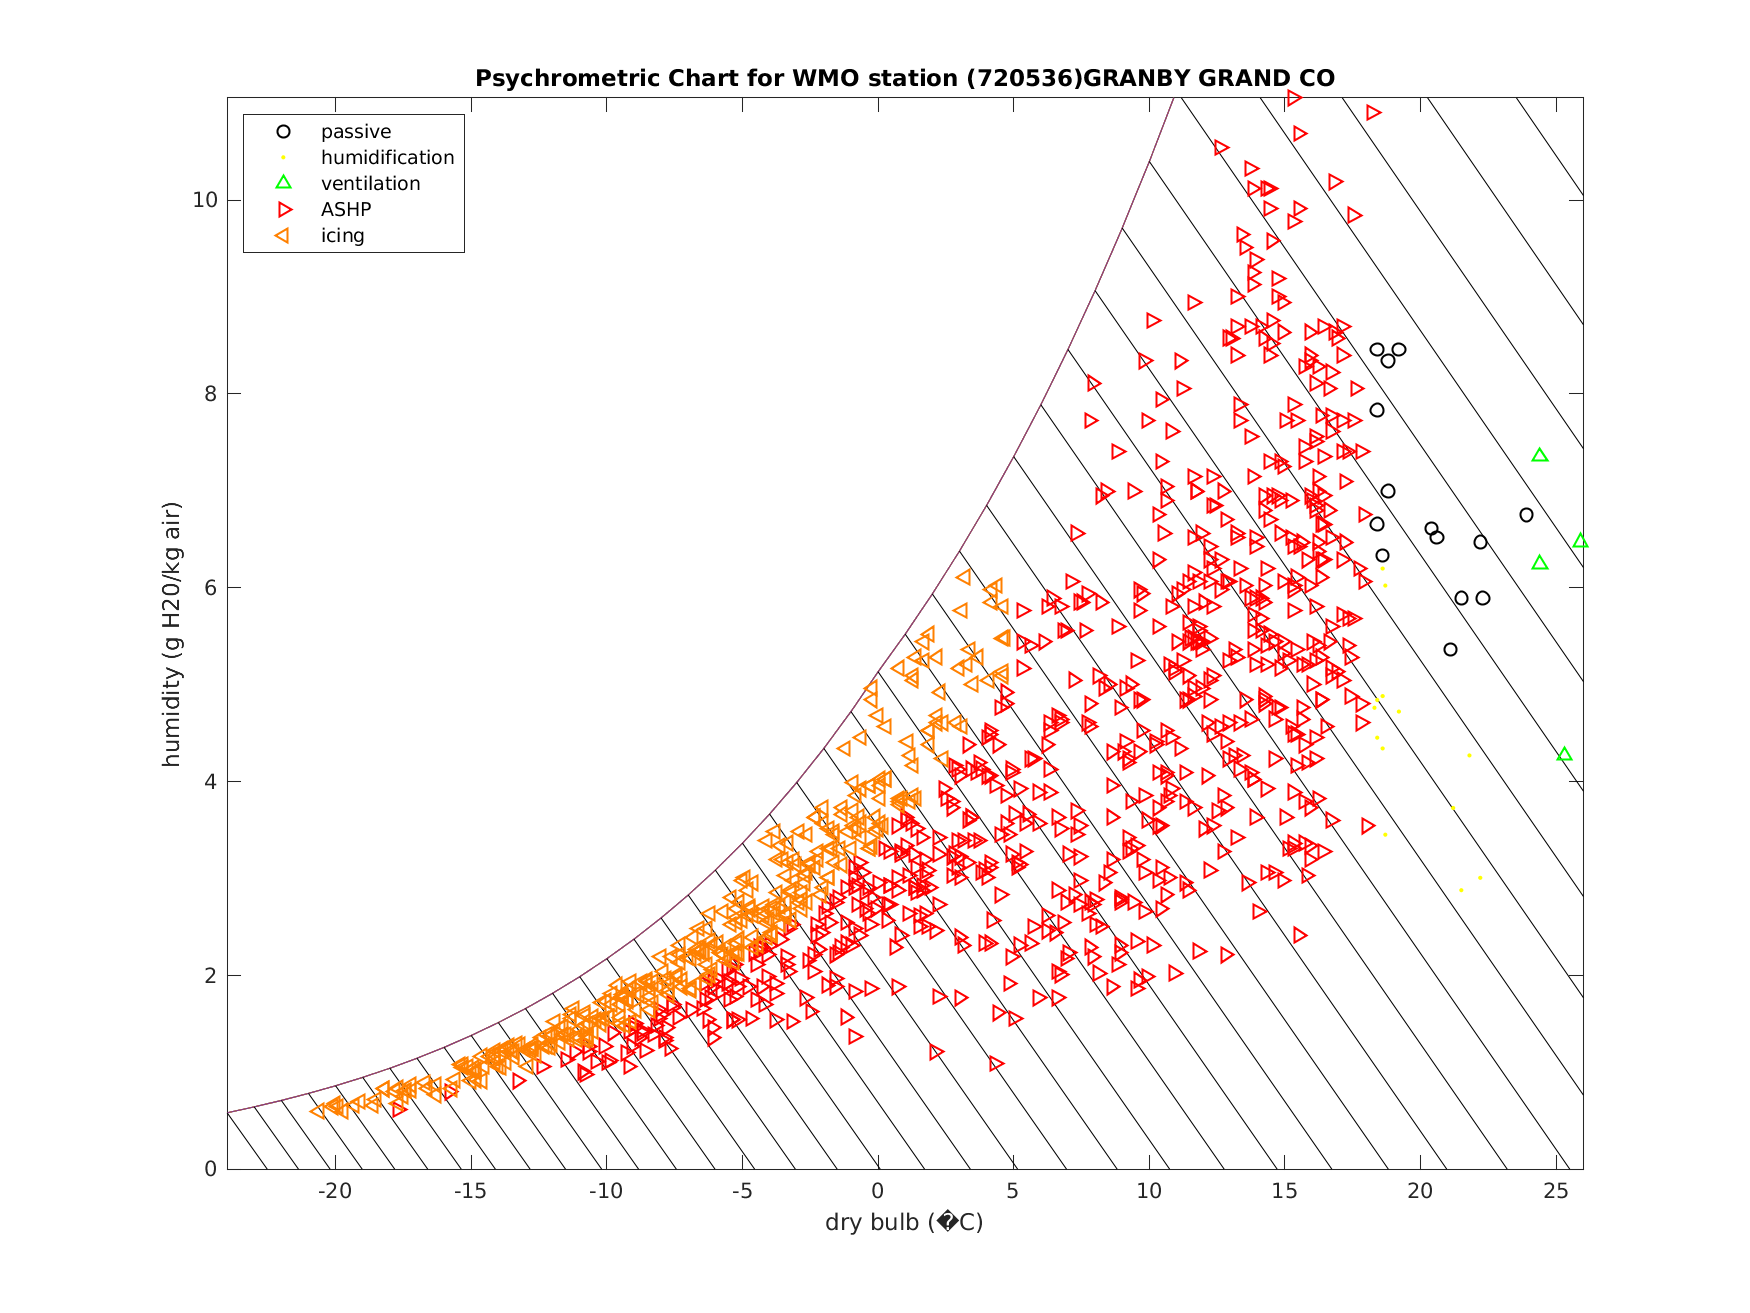 Psychrometric Chart for WMO station (720536)GRANBY GRAND CO
passive
humidification
ventilation
ASHP
icing
humidity (g H20/kg air)
10
8
6
4
2
0
-20 -15 -10 -5 0 5 10 15 20 25
dry bulb (�C)